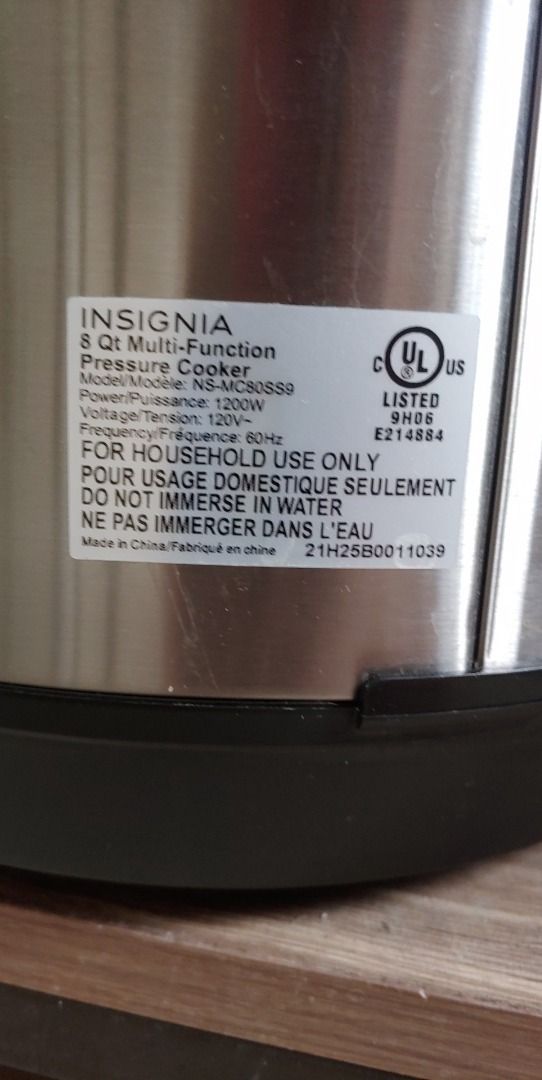 INSIGNIA
8 Qt Multi-Function
Pressure Cooker
Model/Modèle: NS-MC80SS9
Power/Puissance: 1200W
Voltage/Tension: 120V~
Frequency/Fréquence: 60Hz
C UL US
LISTED
9H06
E214884
FOR HOUSEHOLD USE ONLY
POUR USAGE DOMESTIQUE SEULEMENT
DO NOT IMMERSE IN WATER
NE PAS IMMERGER DANS L'EAU
Made in China/Fabriqué en chine 21H25B0011039